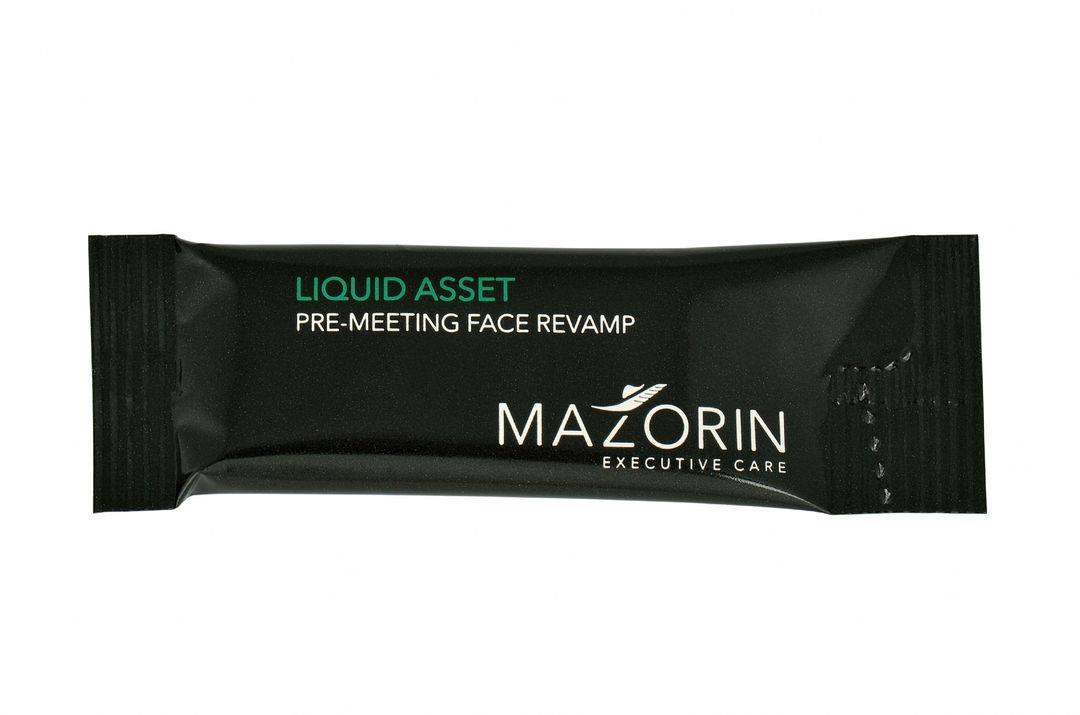 LIQUID ASSET
PRE-MEETING FACE REVAMP
MAZORIN
EXECUTIVE CARE